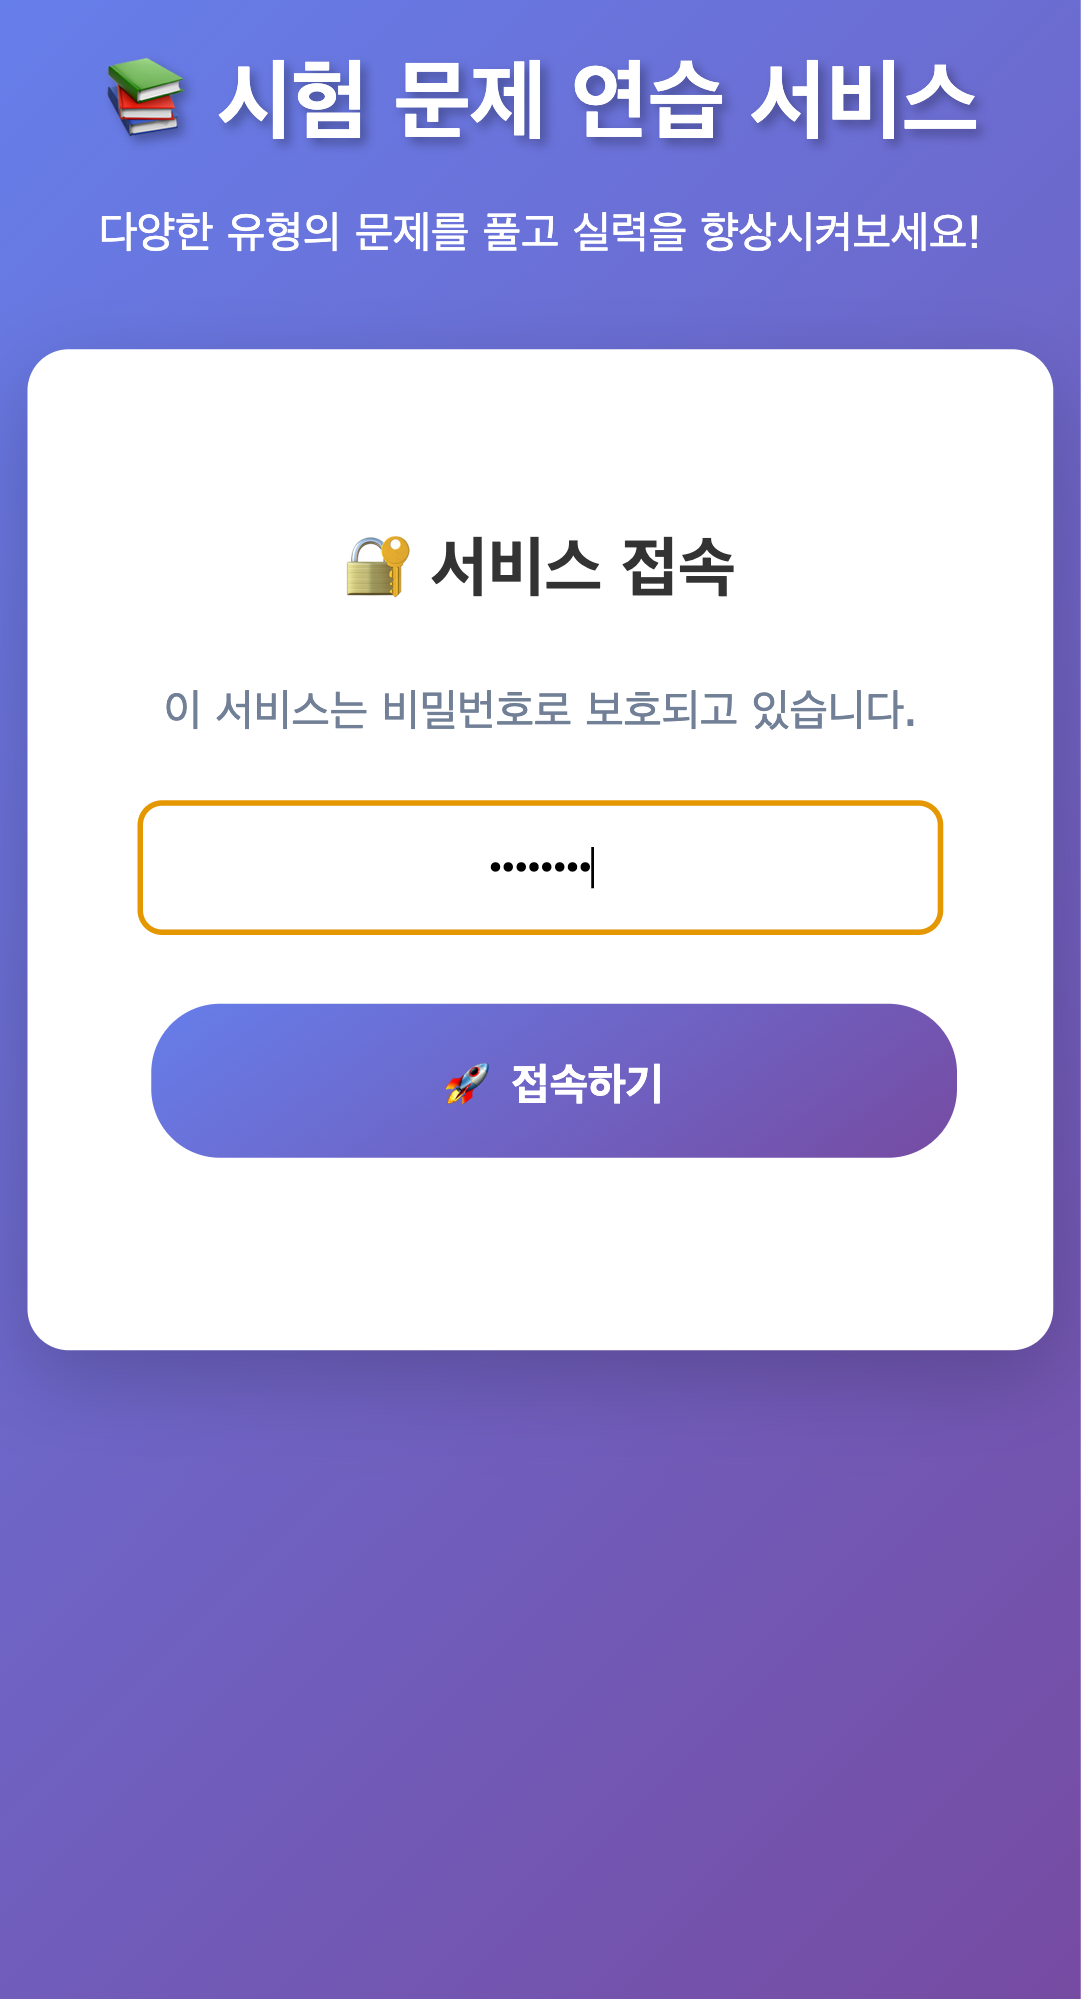 시험 문제 연습 서비스
다양한 유형의 문제를 풀고 실력을 향상시켜보세요!
서비스 접속
이 서비스는 비밀번호로 보호되고 있습니다.
••••••••
접속하기